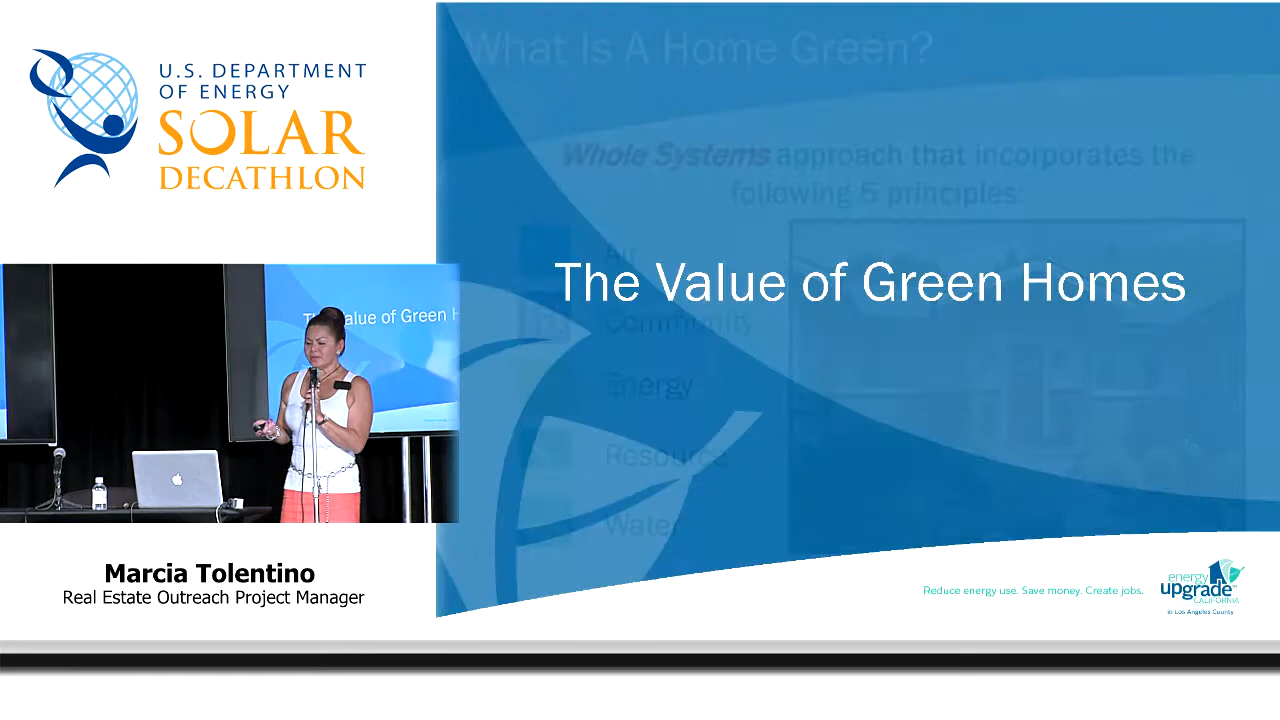 U.S. DEPARTMENT
OF ENERGY
SOLAR
DECATHLON
What Is A Home Green?
Whole Systems approach that incorporates the
following 5 principles:
Air
Community
Energy
Resource
Water
The Value of Green Homes
Value of Green H
Marcia Tolentino
Real Estate Outreach Project Manager
Reduce energy use. Save money. Create jobs.
energy
upgrade™
CALIFORNIA
in Los Angeles County